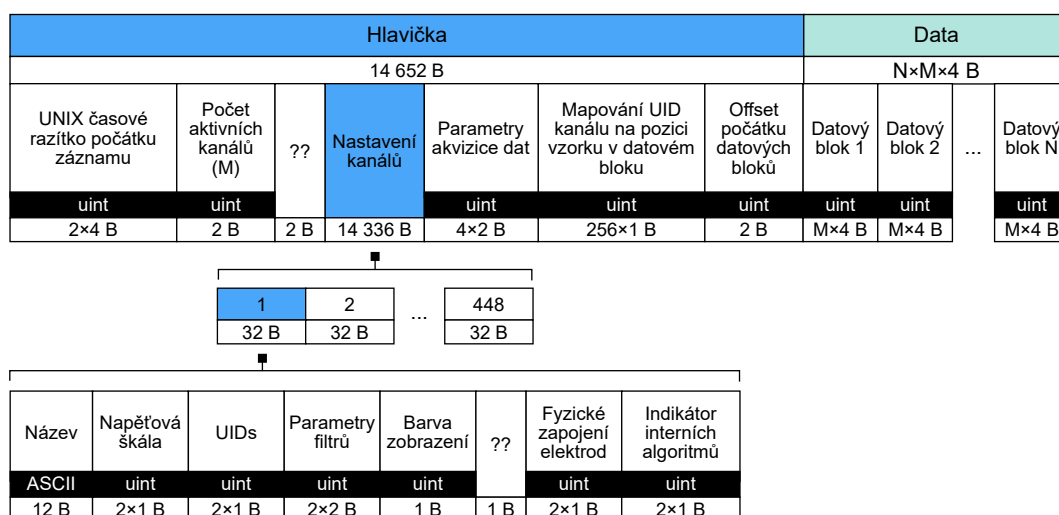 Hlavička Data
14 652 B N×M×4 B
UNIX časové razítko počátku záznamu
Počet aktivních kanálů (M)
??
Nastavení kanálů
Parametry akvizice dat
Mapování UID kanálu na pozici vzorku v datovém bloku
Offset počátku datových bloků
Datový blok 1
Datový blok 2
...
Datový blok N
uint uint uint uint uint uint uint uint
2×4 B 2 B 2 B 14 336 B 4×2 B 256×1 B 2 B M×4 B M×4 B M×4 B
1 2 ... 448
32 B 32 B 32 B
Název
Napěťová škála
UIDs
Parametry filtrů
Barva zobrazení
??
Fyzické zapojení elektrod
Indikátor interních algoritmů
ASCII uint uint uint uint uint uint
12 B 2×1 B 2×1 B 2×2 B 1 B 1 B 2×1 B 2×1 B